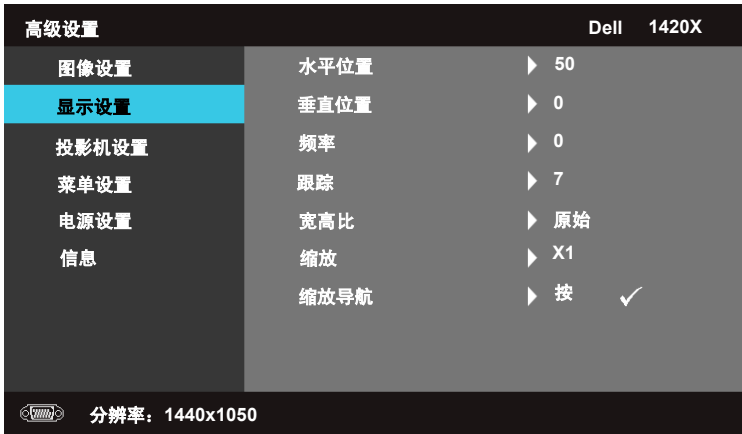 高级设置 Dell 1420X
图像设置 水平位置 50
显示设置 垂直位置 0
投影机设置 频率 0
菜单设置 跟踪 7
电源设置 宽高比 原始
信息 缩放 X1
缩放导航 按
分辨率：1440x1050